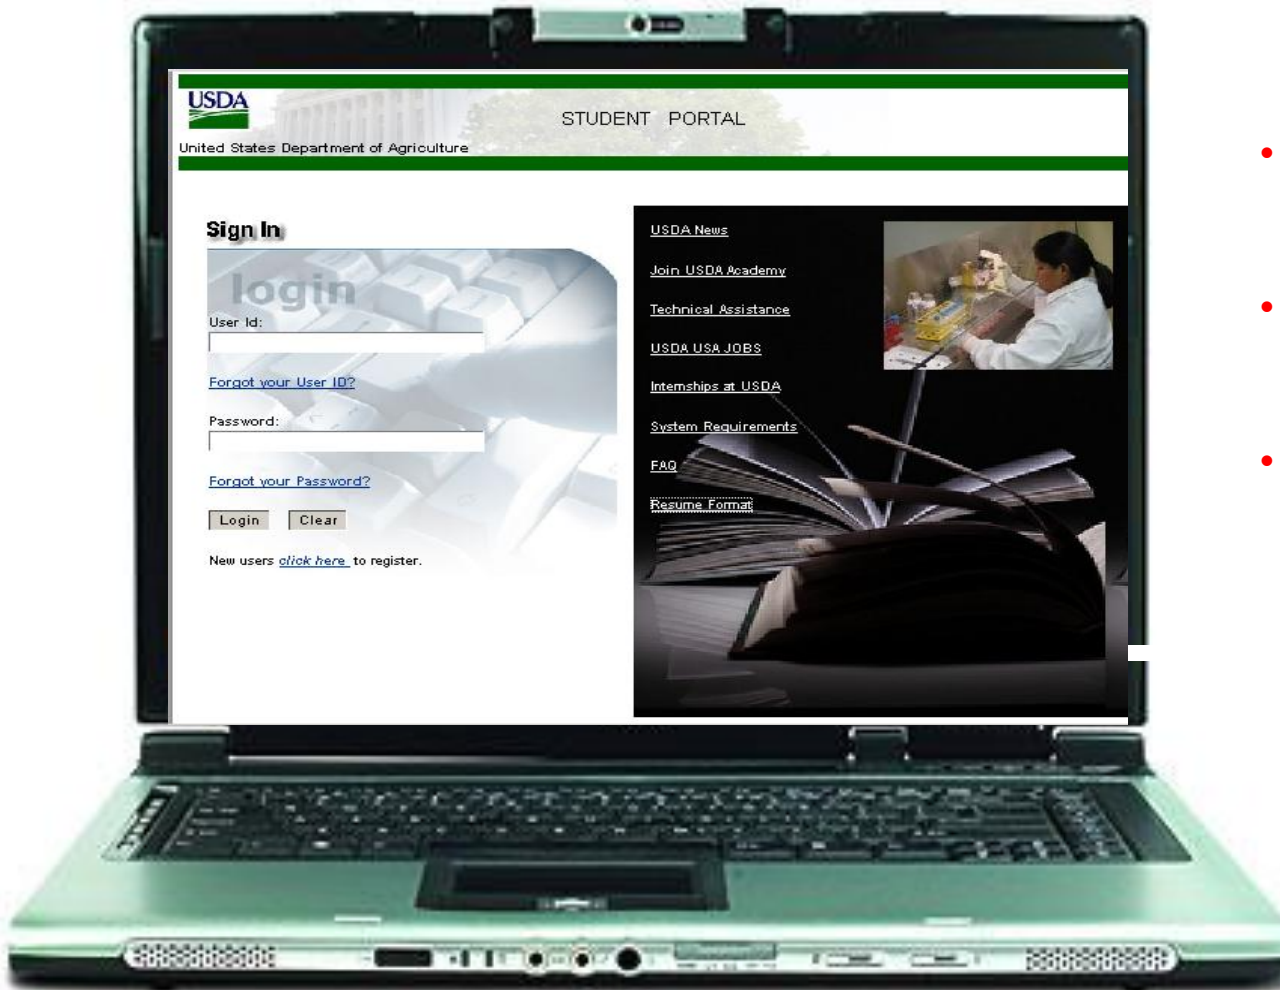 USDA
STUDENT PORTAL
United States Department of Agriculture
Sign In
login
User Id:
Forgot your User ID?
Password:
Forgot your Password?
Login Clear
New users click here to register.
USDA News
Join USDA Academy
Technical Assistance
USDA USA JOBS
Internships at USDA
System Requirements
FAQ
Resume Format